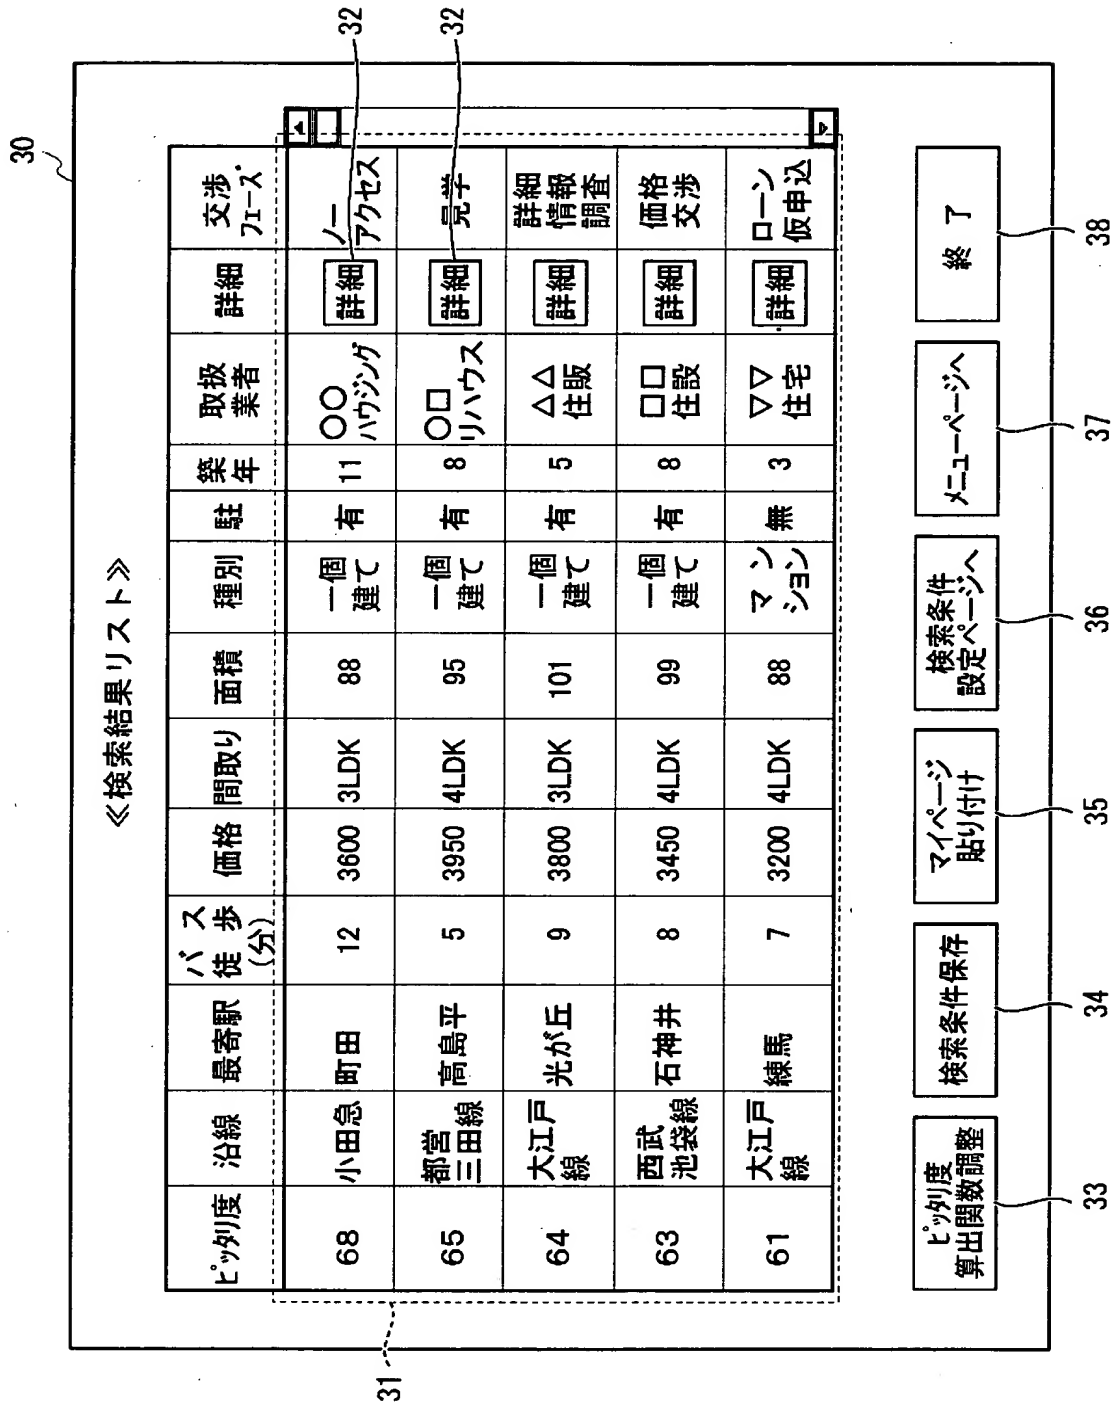 30
≪検索結果リスト≫
ピッタリ度 沿線 最寄駅 バス徒歩(分) 価格 間取り 面積 種別 駐 築年 取扱業者 詳細 交渉フェーズ
68 小田急 町田 12 3600 3LDK 88 一個建て 有 11 ○○ハウジング 詳細 ノーアクセス
65 都営三田線 高島平 5 3950 4LDK 95 一個建て 有 8 ○□リハウス 詳細 見学
64 大江戸線 光が丘 9 3800 3LDK 101 一個建て 有 5 △△住販 詳細 詳細情報調査
63 西武池袋線 石神井 8 3450 4LDK 99 一個建て 有 8 □□住設 詳細 価格交渉
61 大江戸線 練馬 7 3200 4LDK 88 マンション 無 3 ▽▽住宅 詳細 ローン仮申込
32
32
31
ピッタリ度
算出関数調整
検索条件保存
マイページ
貼り付け
検索条件
設定ページへ
メニューページへ
終 了
33 34 35 36 37 38